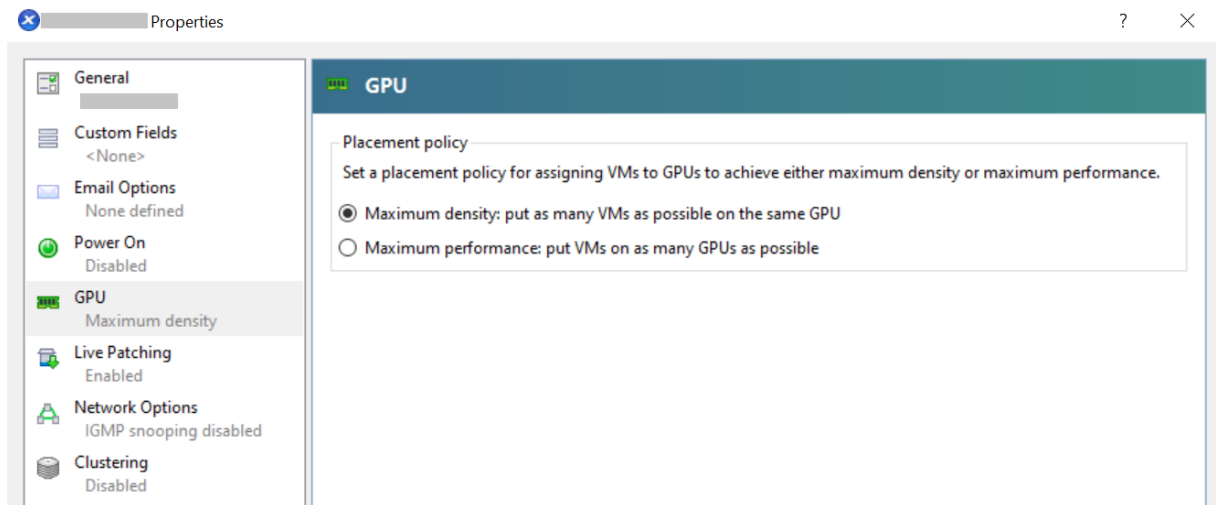 Properties
?
General
Custom Fields
<None>
Email Options
None defined
Power On
Disabled
GPU
Maximum density
Live Patching
Enabled
Network Options
IGMP snooping disabled
Clustering
Disabled
GPU
Placement policy
Set a placement policy for assigning VMs to GPUs to achieve either maximum density or maximum performance.
Maximum density: put as many VMs as possible on the same GPU
Maximum performance: put VMs on as many GPUs as possible